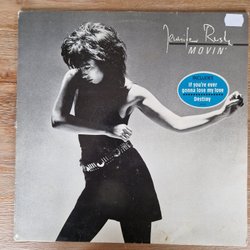 Jennifer Rush
MOVIN'
INCLUDES
If you're ever
gonna lose my love
Destiny